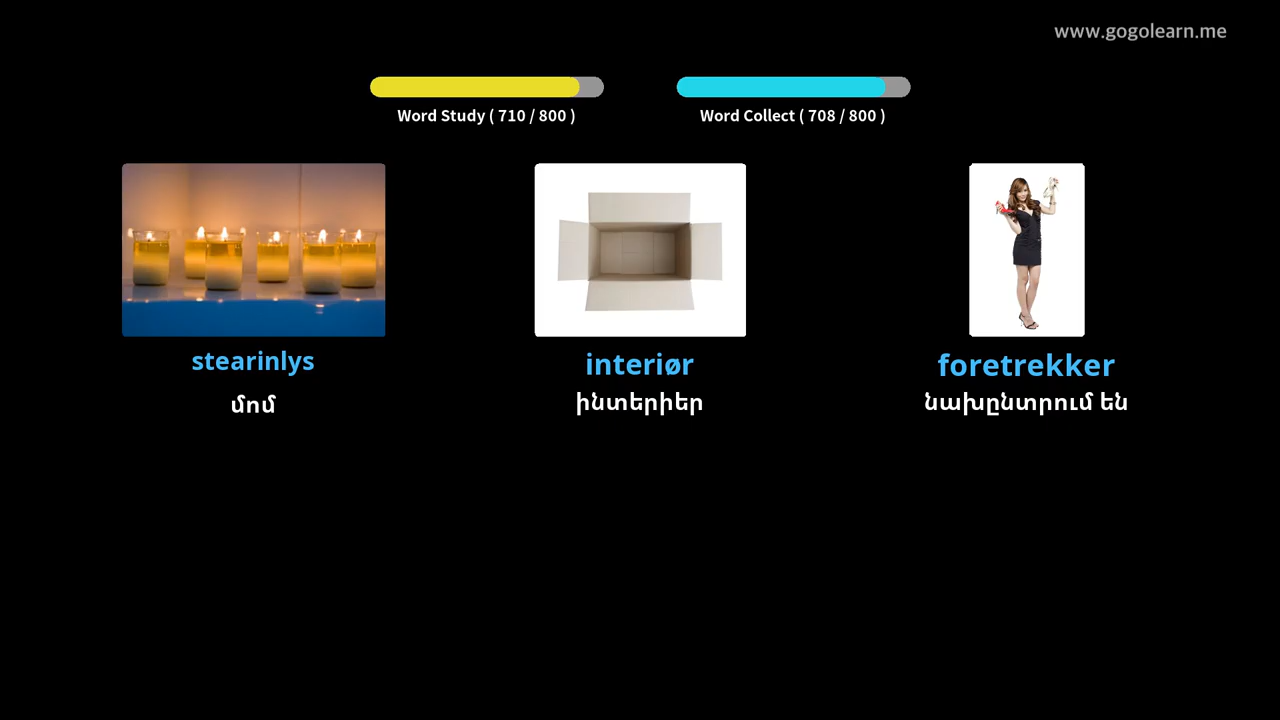 www.gogolearn.me
Word Study ( 710 / 800 )
Word Collect ( 708 / 800 )
stearinlys
interiør
foretrekker
մոմ
ինտերիեր
նախընտրում են